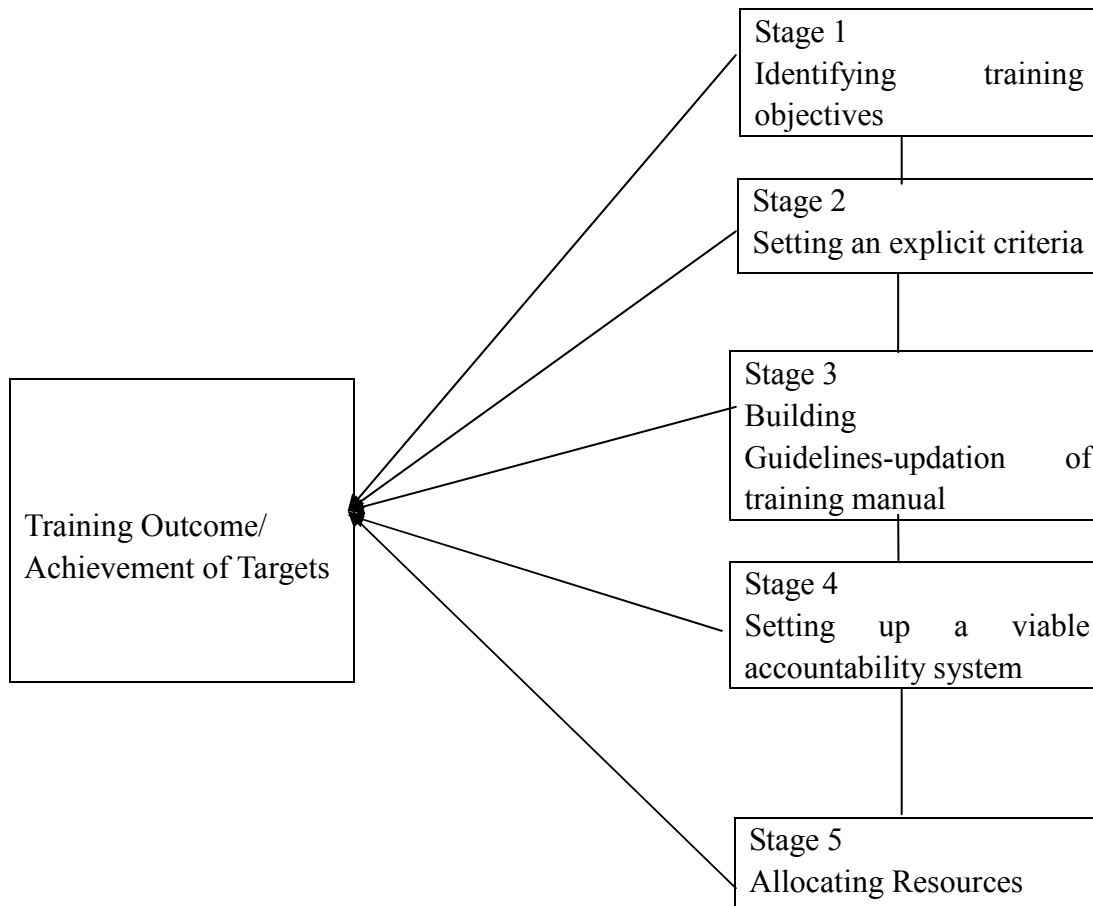 Stage 1
Identifying training
objectives
Stage 2
Setting an explicit criteria
Stage 3
Building
Guidelines-updation of
training manual
Training Outcome/
Achievement of Targets
Stage 4
Setting up a viable
accountability system
Stage 5
Allocating Resources